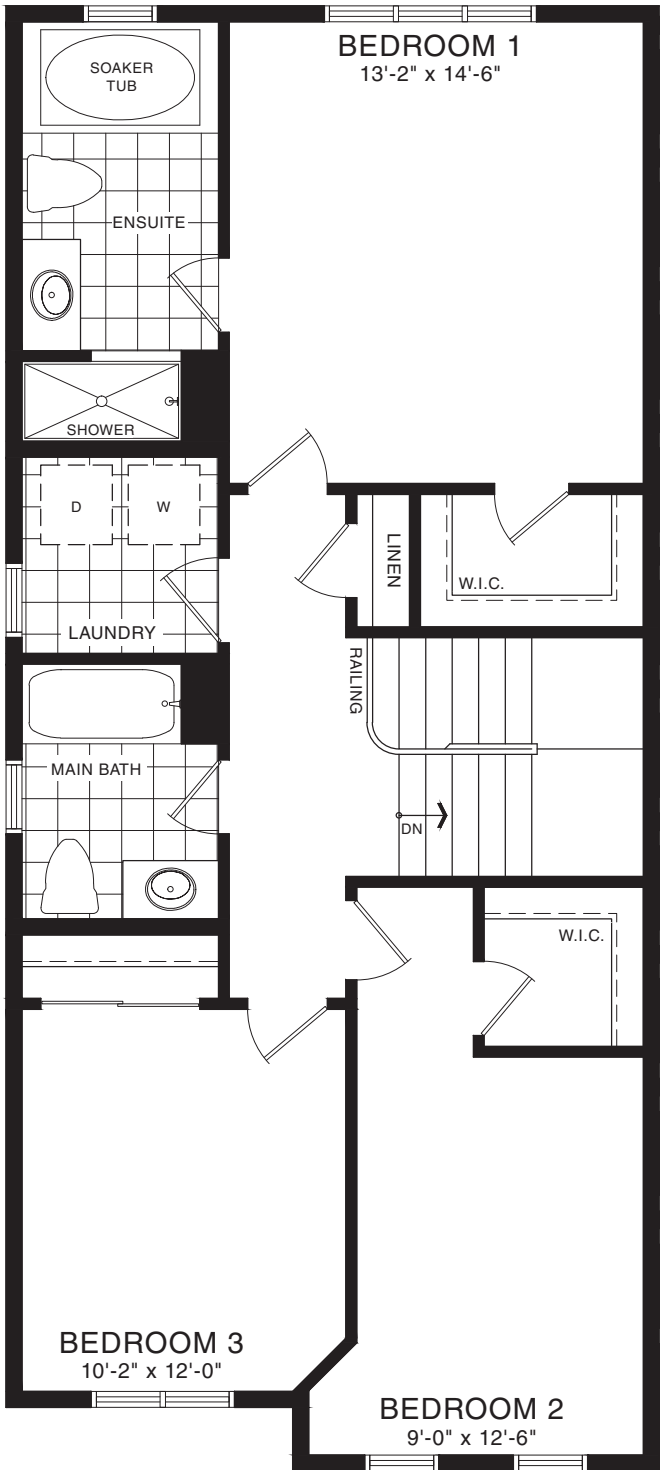 BEDROOM 1
13'-2" x 14'-6"
SOAKER
TUB
ENSUITE
SHOWER
D
W
LINEN
W.I.C.
LAUNDRY
RAILING
MAIN BATH
DN
W.I.C.
BEDROOM 3
10'-2" x 12'-0"
BEDROOM 2
9'-0" x 12'-6"